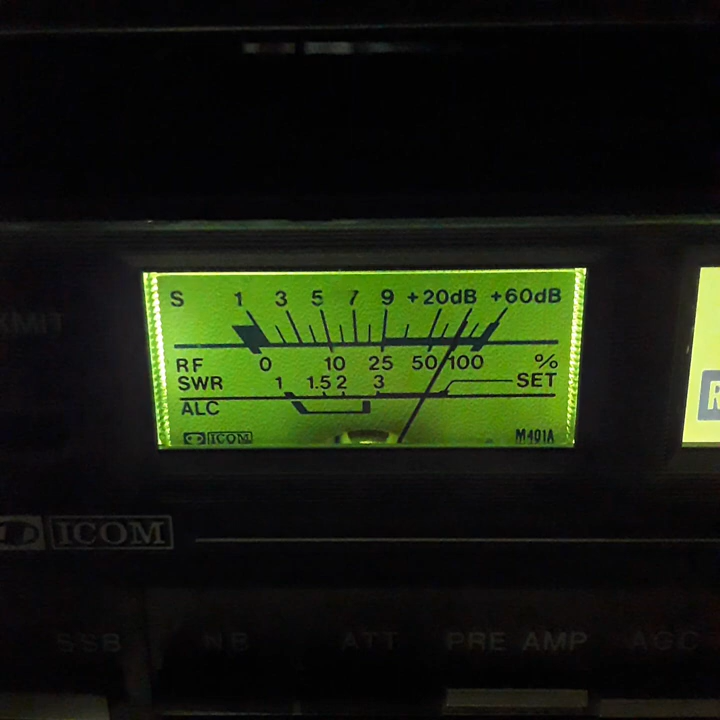 S 1 3 5 7 9 +20dB +60dB
RF 0 10 25 50 100 %
SWR 1 1.5 2 3 SET
ALC
ICOM M401A
XMIT
R
ICOM
SSB NB ATT PRE AMP AGC